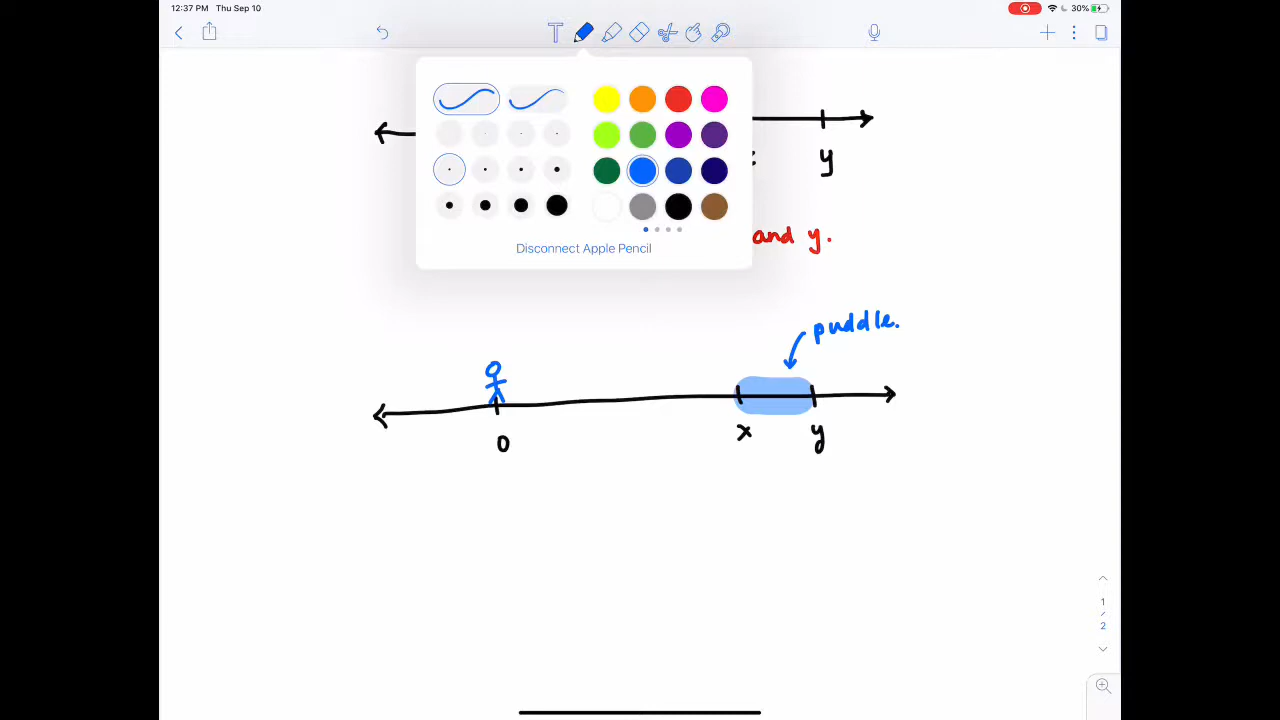 12:37 PM Thu Sep 10
30%
T
y
Disconnect Apple Pencil
and y.
puddle.
0
x
y
1
/
2